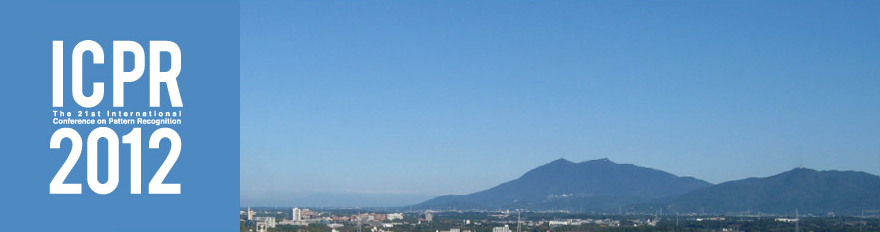 ICPR
The 21st International
Conference on Pattern Recognition
2012